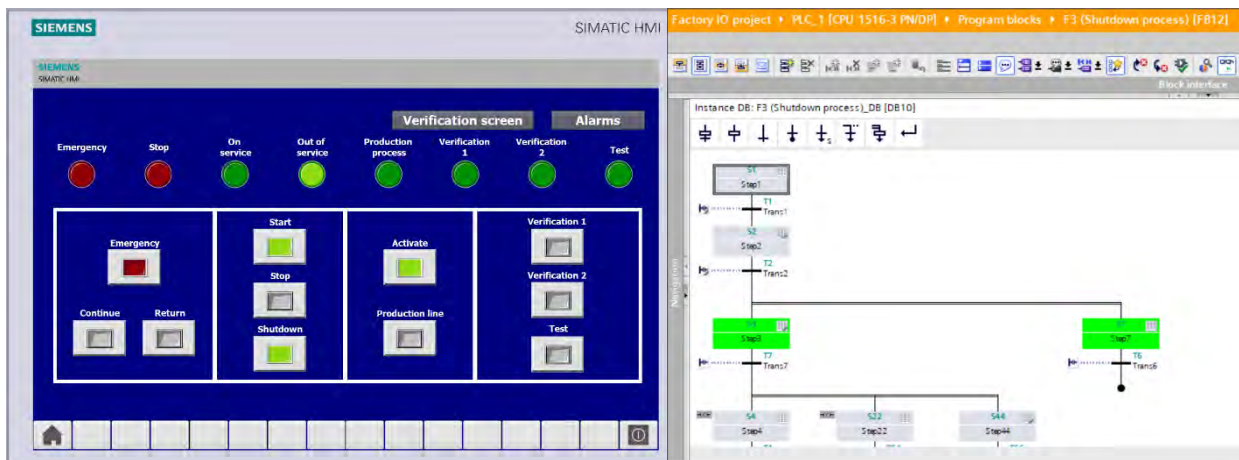 SIEMENS
SIMATIC HMI
SIEMENS
SIMATIC HMI
Verification screen
Alarms
Emergency
Stop
On
service
Out of
service
Production
process
Verification
1
Verification
2
Test
Emergency
Continue
Return
Start
Stop
Shutdown
Activate
Production line
Verification 1
Verification 2
Test
Factory IO project
PLC_1 [CPU 1516-3 PN/DP]
Program blocks
F3 (Shutdown process) [FB12]
Block interface
Instance DB: F3 (Shutdown process)_DB [DB10]
S1
Step1
T1
Trans1
S2
Step2
T2
Trans2
Step3
T7
Trans7
Step7
T6
Trans6
S4
Step4
S22
Step22
S44
Step44